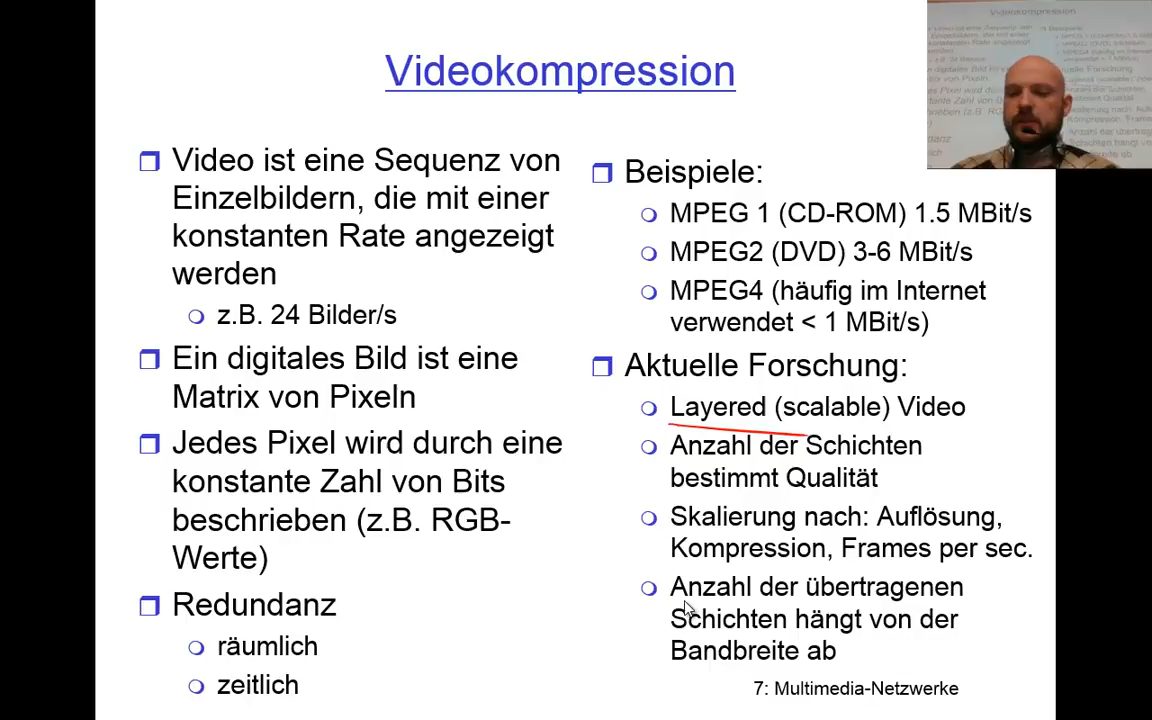 Videokompression
Video ist eine Sequenz von
Einzelbildern, die mit einer
konstanten Rate angezeigt
werden
z.B. 24 Bilder/s
Ein digitales Bild ist eine
Matrix von Pixeln
Jedes Pixel wird durch eine
konstante Zahl von Bits
beschrieben (z.B. RGB-
Werte)
Redundanz
räumlich
zeitlich
Beispiele:
MPEG 1 (CD-ROM) 1.5 MBit/s
MPEG2 (DVD) 3-6 MBit/s
MPEG4 (häufig im Internet
verwendet < 1 MBit/s)
Aktuelle Forschung:
Layered (scalable) Video
Anzahl der Schichten
bestimmt Qualität
Skalierung nach: Auflösung,
Kompression, Frames per sec.
Anzahl der übertragenen
Schichten hängt von der
Bandbreite ab
7: Multimedia-Netzwerke
Videokompression